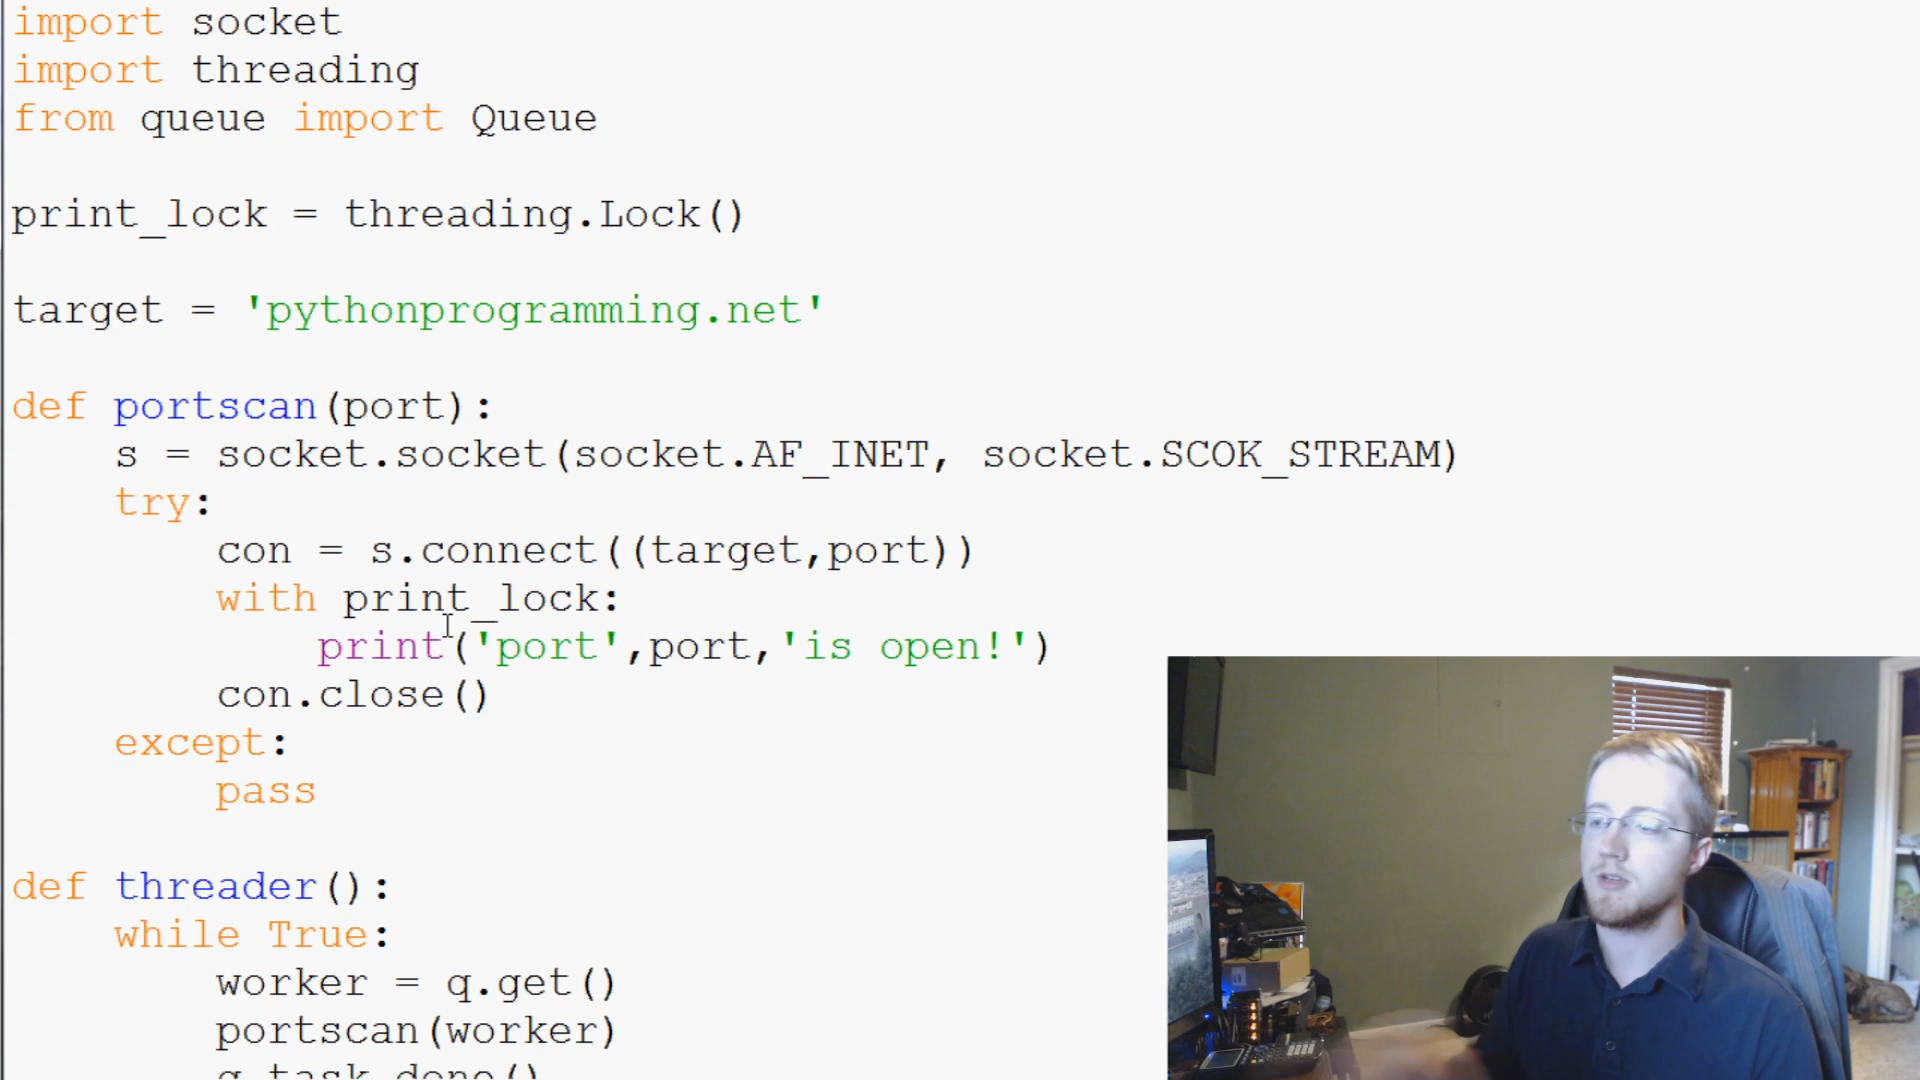 import socket
import threading
from queue import Queue
print_lock = threading.Lock()
target = 'pythonprogramming.net'
def portscan(port):
s = socket.socket(socket.AF_INET, socket.SCOK_STREAM)
try:
con = s.connect((target,port))
with print_lock:
print('port',port,'is open!')
con.close()
except:
pass
def threader():
while True:
worker = q.get()
portscan(worker)
q.task_done()